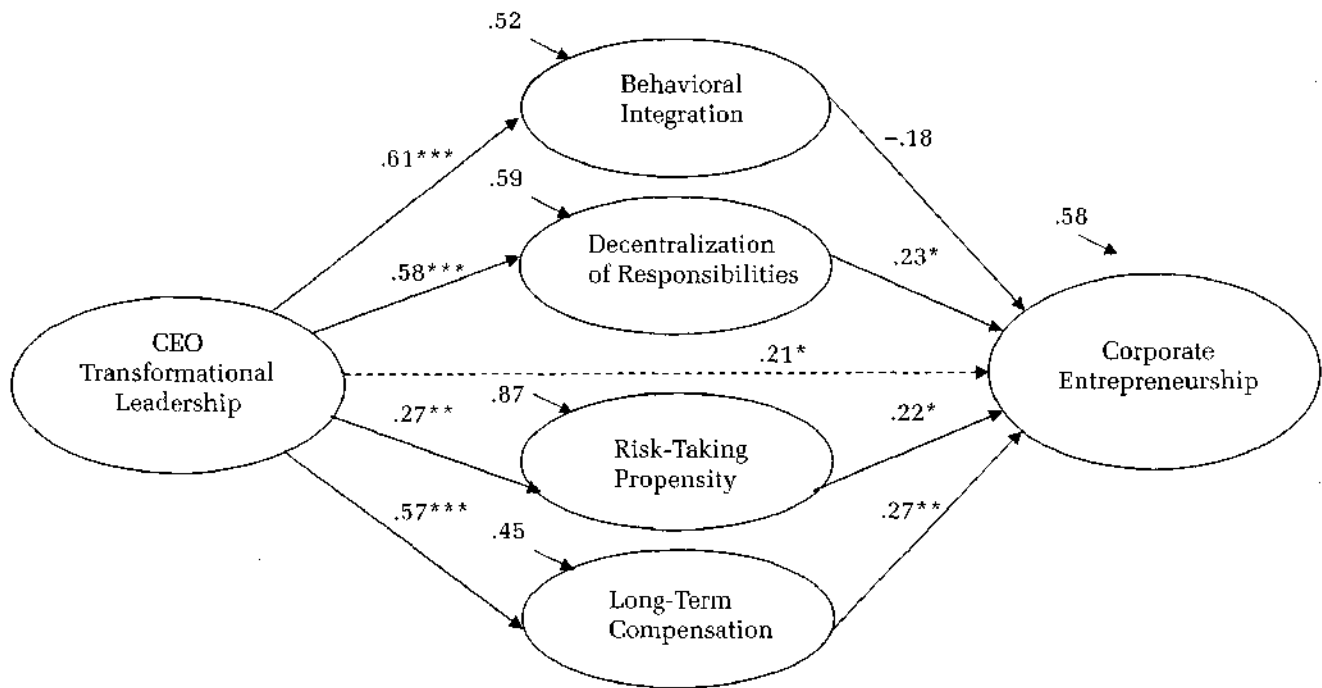 .52
Behavioral
Integration
.61***
−.18
.59
.58
Decentralization
of Responsibilities
.58***
.23*
CEO
Transformational
Leadership
.21*
Corporate
Entrepreneurship
.87
.27**
.22*
Risk-Taking
Propensity
.57***
.27**
.45
Long-Term
Compensation